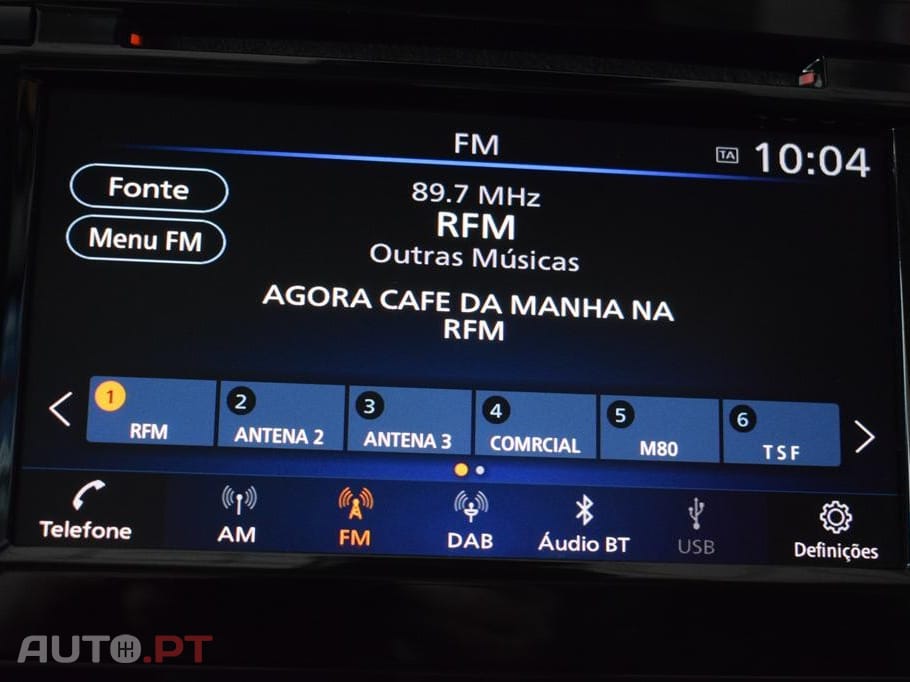 FM
TA 10:04
Fonte
89.7 MHz
RFM
Menu FM
Outras Músicas
AGORA CAFE DA MANHA NA
RFM
1 RFM
2 ANTENA 2
3 ANTENA 3
4 COMRCIAL
5 M80
6 TSF
Telefone
AM
FM
DAB
Áudio BT
USB
Definições
AUTO.PT